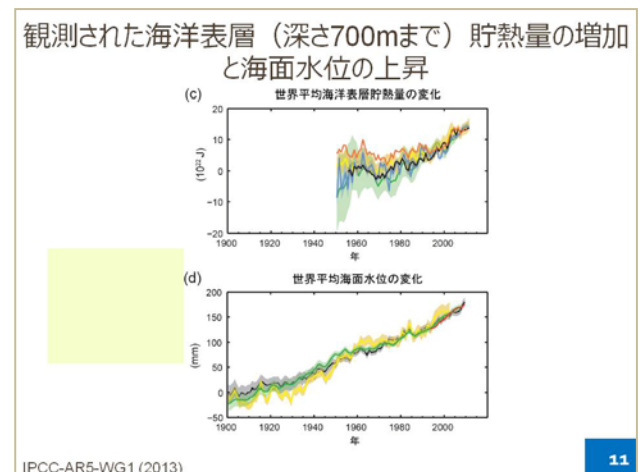 観測された海洋表層（深さ700mまで）貯熱量の増加
と海面水位の上昇
(c)
世界平均海洋表層貯熱量の変化
20
10
0
-10
-20
(10²² J)
1900 1920 1940 1960 1980 2000
年
(d)
世界平均海面水位の変化
200
150
100
50
0
-50
(mm)
1900 1920 1940 1960 1980 2000
年
IPCC-AR5-WG1 (2013)
11